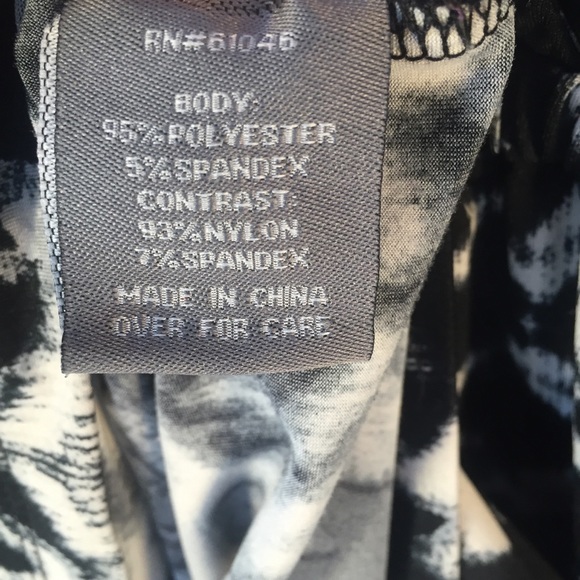 RN#61046
BODY:
95%POLYESTER
5%SPANDEX
CONTRAST:
93%NYLON
7%SPANDEX
MADE IN CHINA
OVER FOR CARE